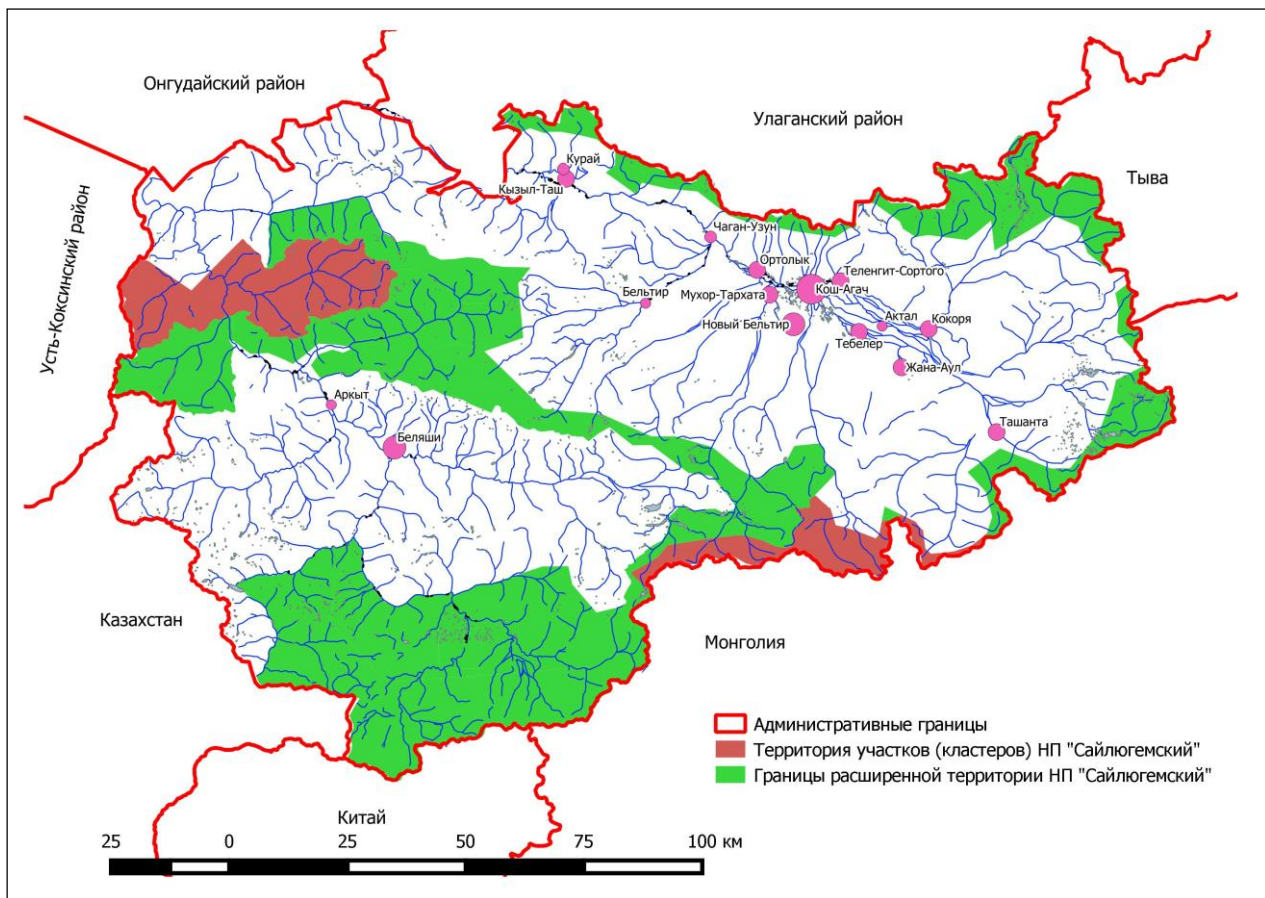 Онгудайский район
Улаганский район
Тыва
Усть-Коксинский район
Курай
Кызыл-Таш
Чаган-Узун
Ортолык
Теленгит-Сортого
Бельтир
Мухор-Тархата
Кош-Агач
Новый Бельтир
Актал
Кокоря
Тебелер
Жана-Аул
Аркыт
Беляши
Ташанта
Казахстан
Монголия
Административные границы
Территория участков (кластеров) НП "Сайлюгемский"
Границы расширенной территории НП "Сайлюгемский"
Китай
25 0 25 50 75 100 км